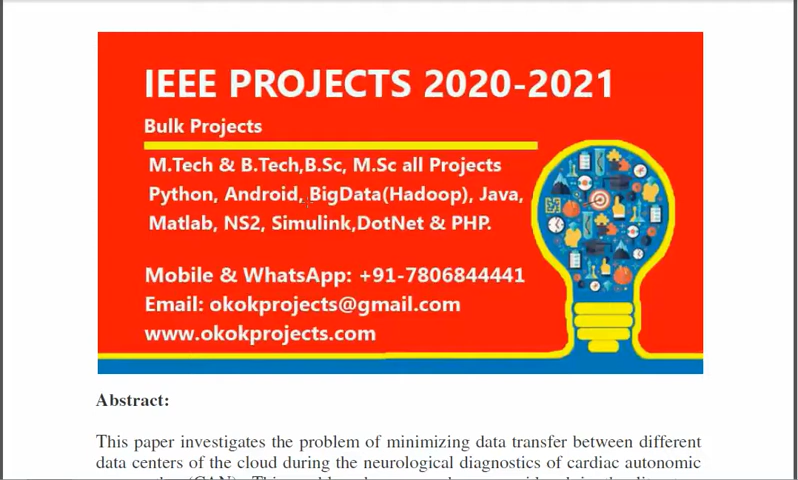 IEEE PROJECTS 2020-2021
Bulk Projects
M.Tech & B.Tech,B.Sc, M.Sc all Projects
Python, Android, BigData(Hadoop), Java,
Matlab, NS2, Simulink,DotNet & PHP.
Mobile & WhatsApp: +91-7806844441
Email: okokprojects@gmail.com
www.okokprojects.com
Abstract:
This paper investigates the problem of minimizing data transfer between different
data centers of the cloud during the neurological diagnostics of cardiac autonomic